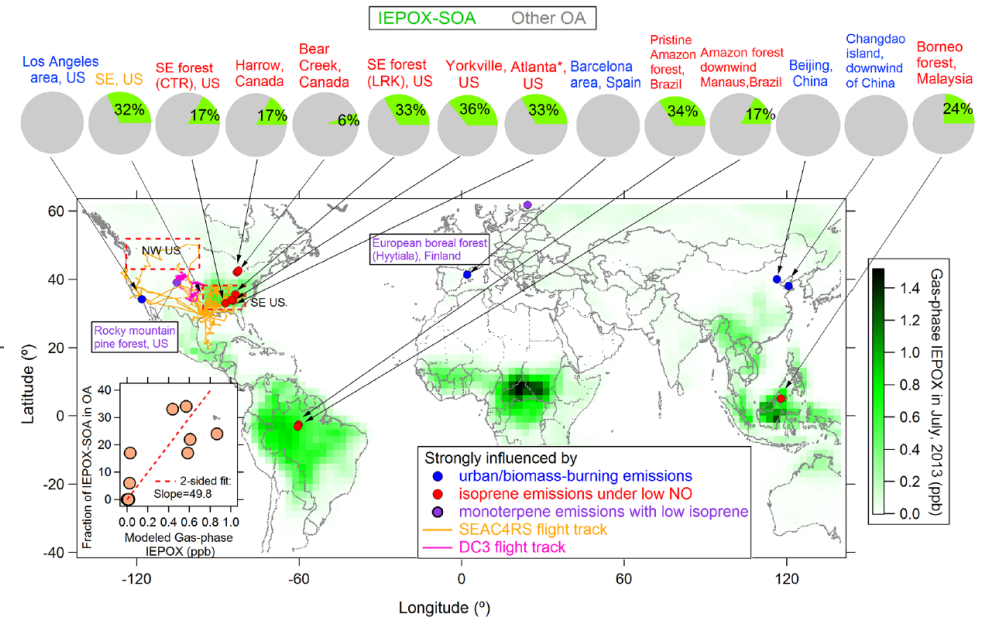 IEPOX-SOA Other OA
Los Angeles
area, US
SE, US
SE forest
(CTR), US
Harrow,
Canada
Bear
Creek,
Canada
SE forest
(LRK), US
Yorkville,
US
Atlanta*,
US
Barcelona
area, Spain
Pristine
Amazon
forest,
Brazil
Amazon forest
downwind
Manaus,Brazil
Beijing,
China
Changdao
island,
downwind
of China
Borneo
forest,
Malaysia
32%
17%
17%
6%
33%
36%
33%
34%
17%
24%
60
40
20
0
-20
-40
Latitude (º)
-120
-60
0
60
120
Longitude (º)
NW US
SE US
European boreal forest
(Hyytiala), Finland
Rocky mountain
pine forest, US
Fraction of IEPOX-SOA in OA
40
30
20
10
0
2-sided fit:
Slope=49.8
0.0 0.2 0.4 0.6 0.8 1.0
Modeled Gas-phase
IEPOX (ppb)
Strongly influenced by
urban/biomass-burning emissions
isoprene emissions under low NO
monoterpene emissions with low isoprene
SEAC4RS flight track
DC3 flight track
1.4
1.2
1.0
0.8
0.6
0.4
0.2
0.0
Gas-phase IEPOX in July, 2013 (ppb)